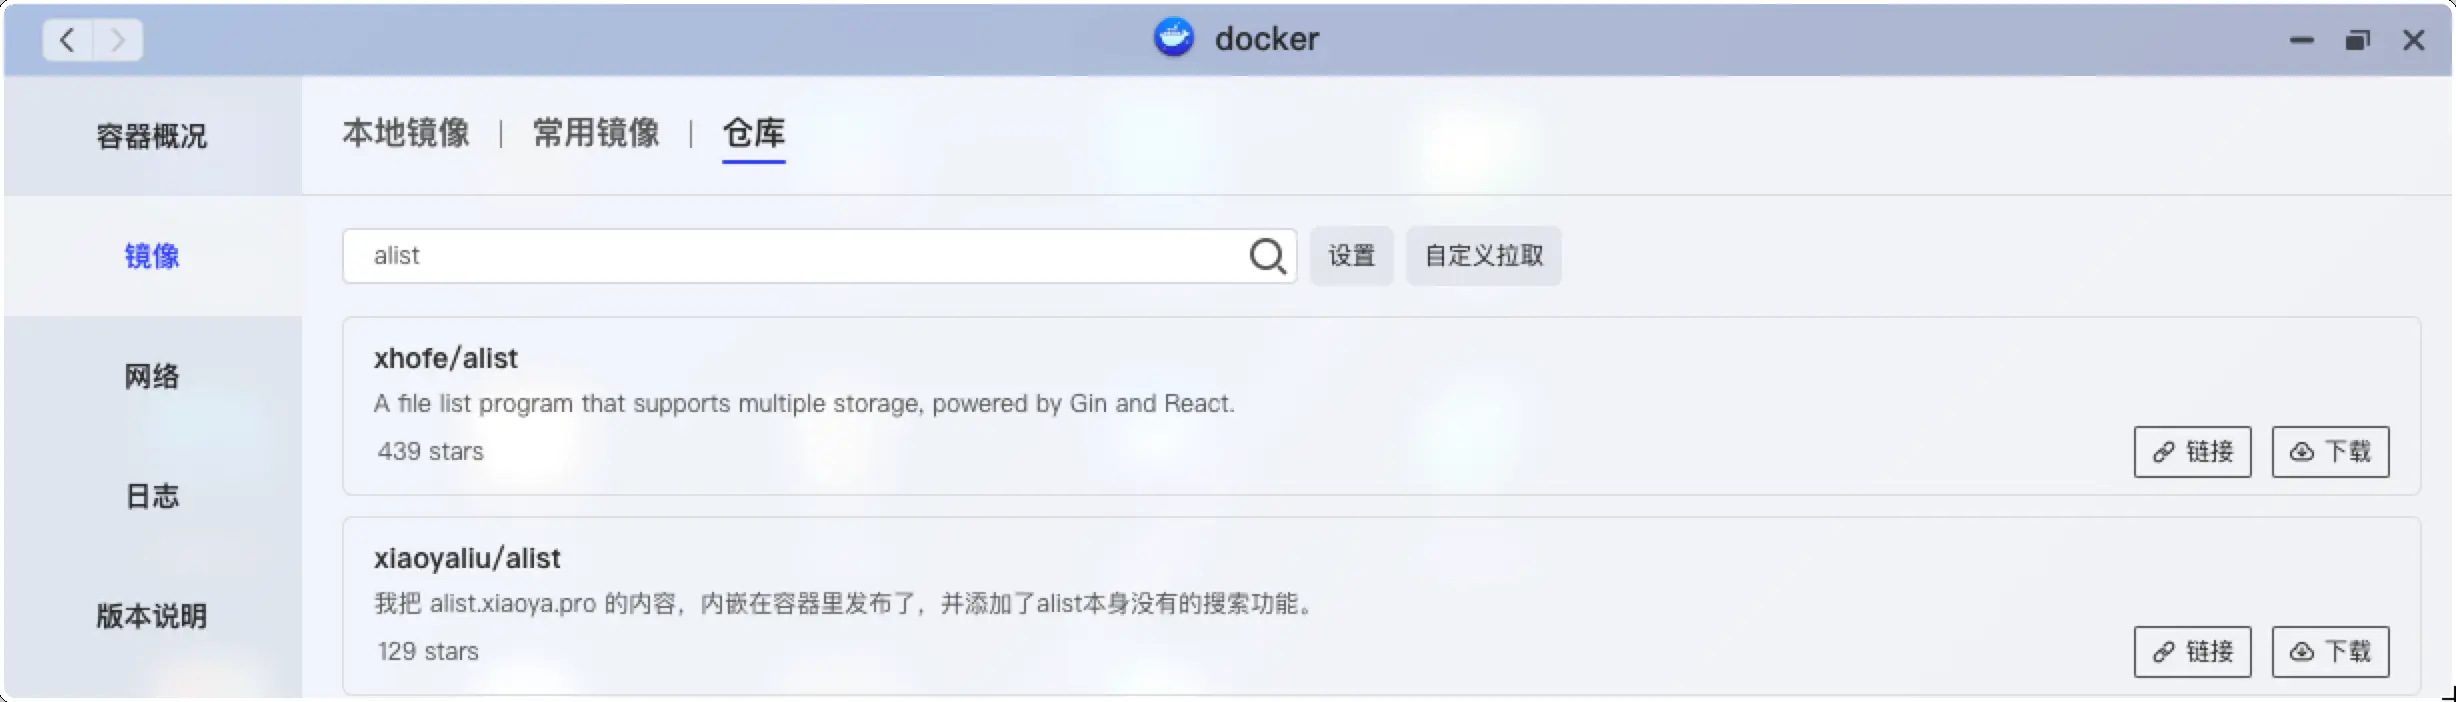 docker
容器概况
镜像
网络
日志
版本说明
本地镜像 | 常用镜像 | 仓库
alist
设置
自定义拉取
xhofe/alist
A file list program that supports multiple storage, powered by Gin and React.
439 stars
链接
下载
xiaoyaliu/alist
我把 alist.xiaoya.pro 的内容，内嵌在容器里发布了，并添加了alist本身没有的搜索功能。
129 stars
链接
下载